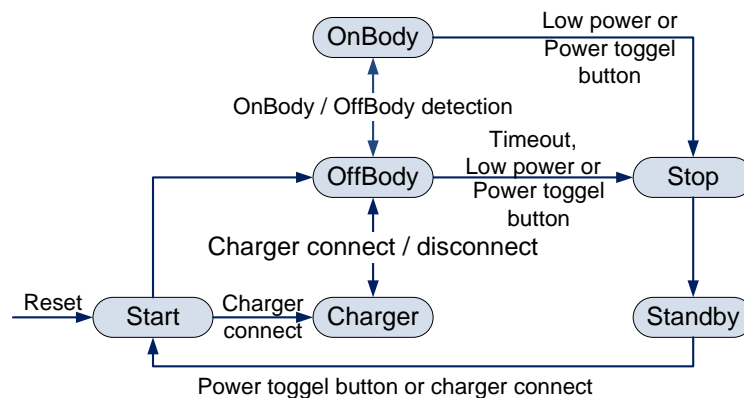 OnBody
Low power or
Power toggel
button
OnBody / OffBody detection
Timeout,
Low power or
Power toggel
button
OffBody
Stop
Charger connect / disconnect
Reset
Start
Charger
connect
Charger
Standby
Power toggel button or charger connect